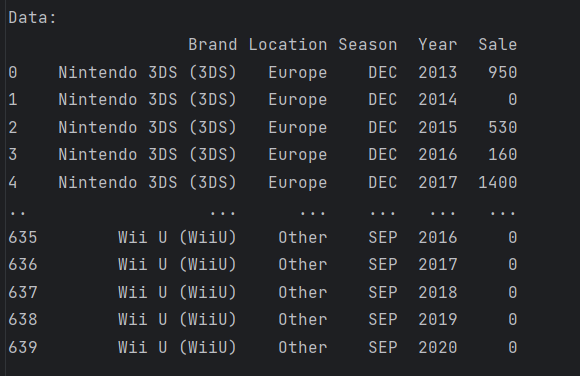 Data:
Brand Location Season Year Sale
0 Nintendo 3DS (3DS) Europe DEC 2013 950
1 Nintendo 3DS (3DS) Europe DEC 2014 0
2 Nintendo 3DS (3DS) Europe DEC 2015 530
3 Nintendo 3DS (3DS) Europe DEC 2016 160
4 Nintendo 3DS (3DS) Europe DEC 2017 1400
.. ... ... ... ... ...
635 Wii U (WiiU) Other SEP 2016 0
636 Wii U (WiiU) Other SEP 2017 0
637 Wii U (WiiU) Other SEP 2018 0
638 Wii U (WiiU) Other SEP 2019 0
639 Wii U (WiiU) Other SEP 2020 0